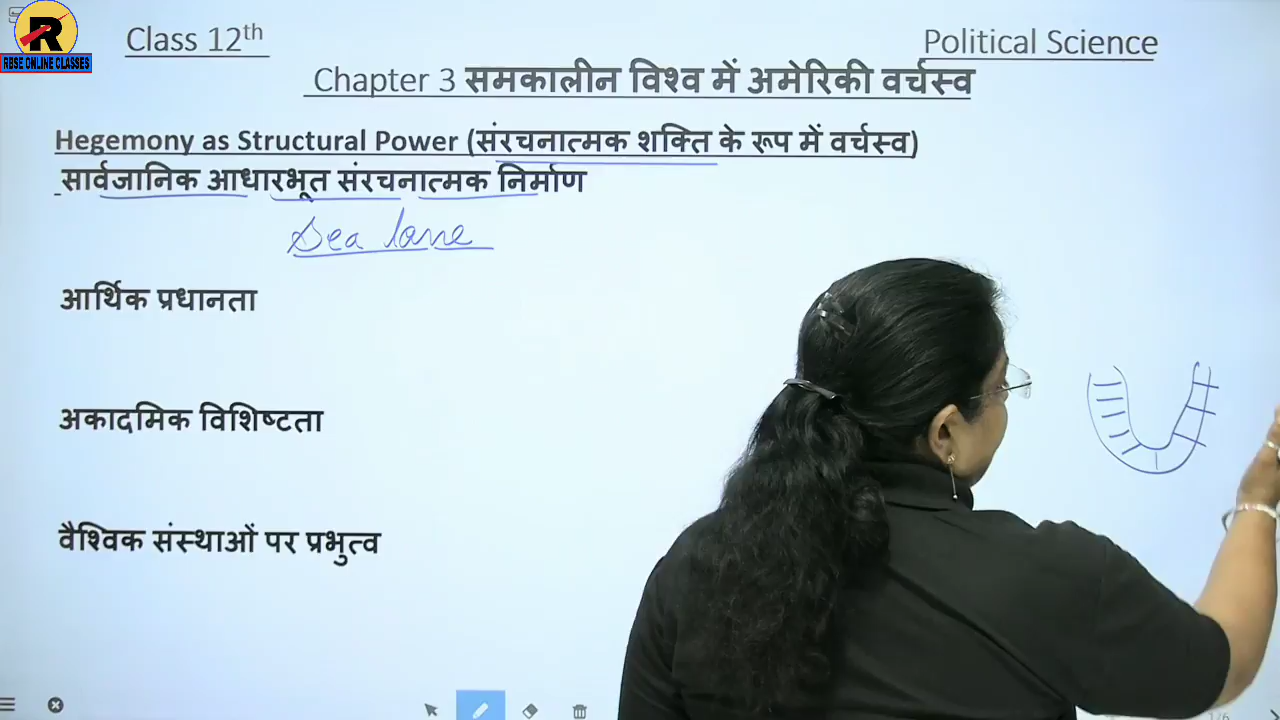 R
RBSE ONLINE CLASSES
Class 12th
Political Science
Chapter 3 समकालीन विश्व में अमेरिकी वर्चस्व
Hegemony as Structural Power (संरचनात्मक शक्ति के रूप में वर्चस्व)
सार्वजानिक आधारभूत संरचनात्मक निर्माण
Sea lane
आर्थिक प्रधानता
अकादमिक विशिष्टता
वैश्विक संस्थाओं पर प्रभुत्व